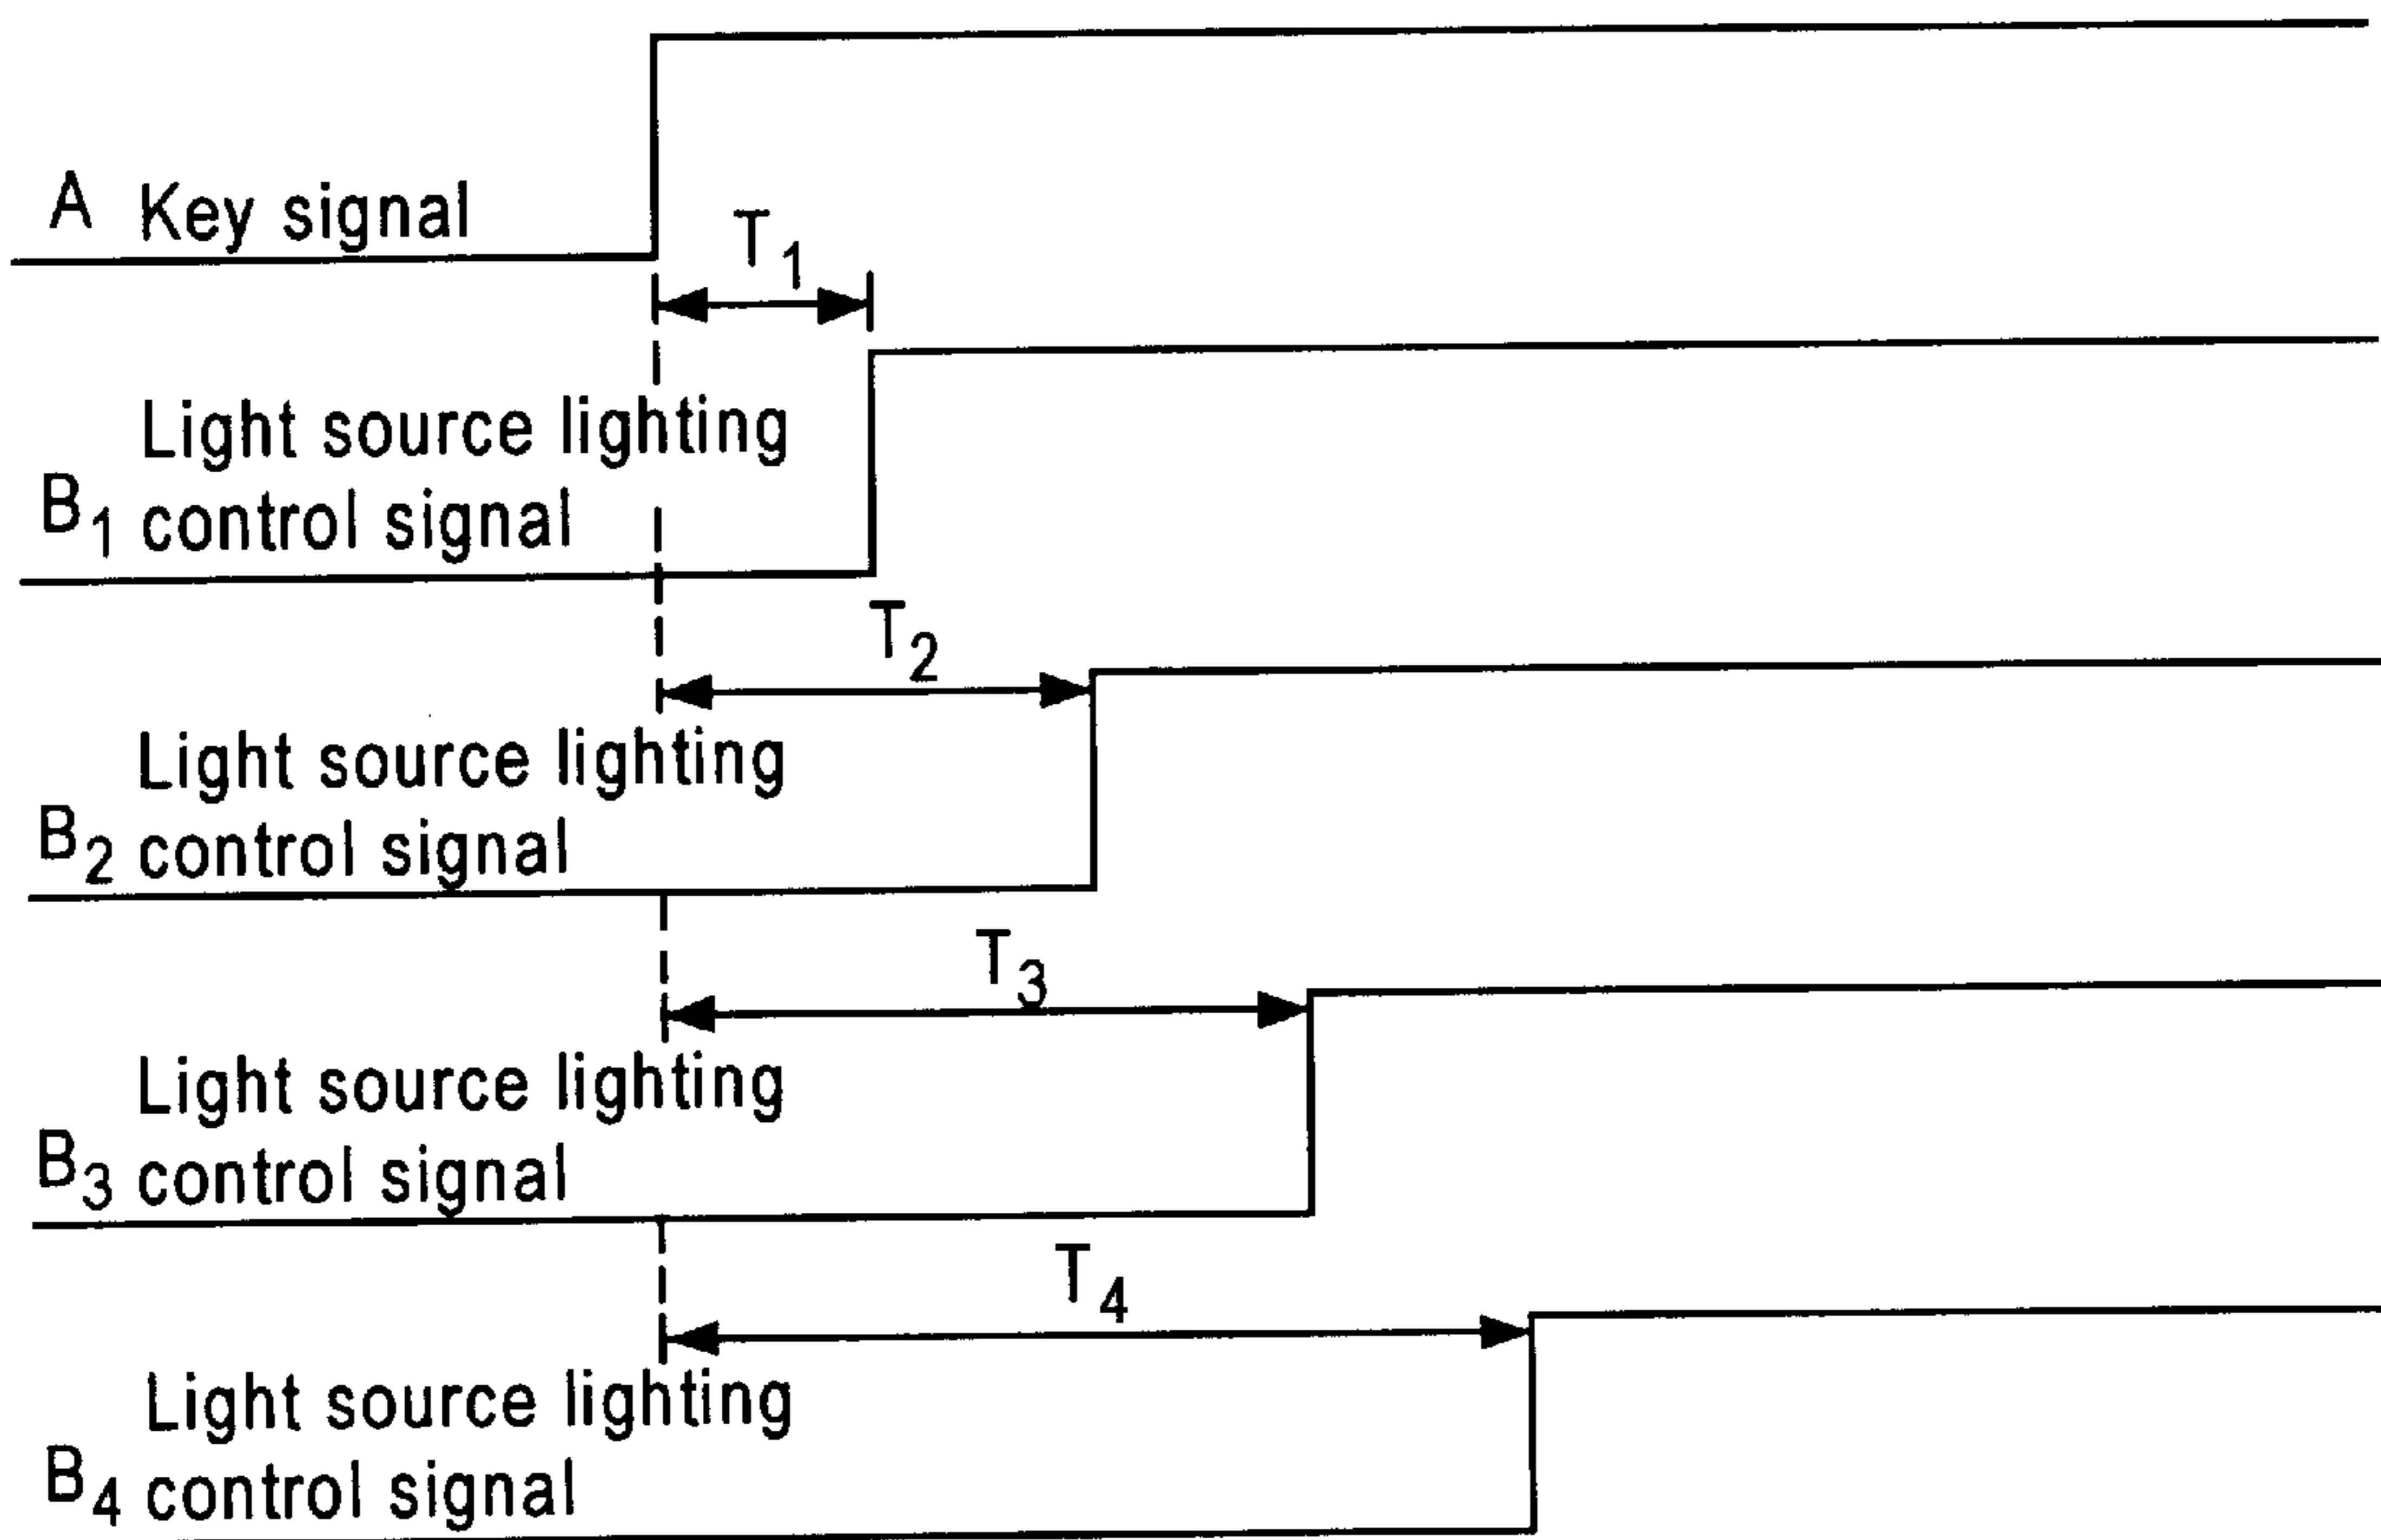 A Key signal
T1
Light source lighting
B1 control signal
T2
Light source lighting
B2 control signal
T3
Light source lighting
B3 control signal
T4
Light source lighting
B4 control signal